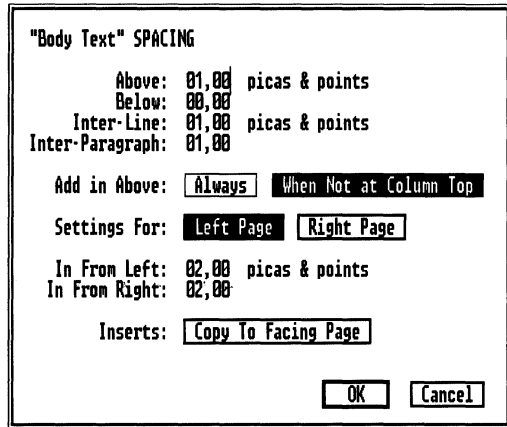 "Body Text" SPACING
Above: 01,00 picas & points
Below: 00,00
Inter-Line: 01,00 picas & points
Inter-Paragraph: 01,00
Add in Above: Always When Not at Column Top
Settings For: Left Page Right Page
In From Left: 02,00 picas & points
In From Right: 02,00
Inserts: Copy To Facing Page
OK Cancel